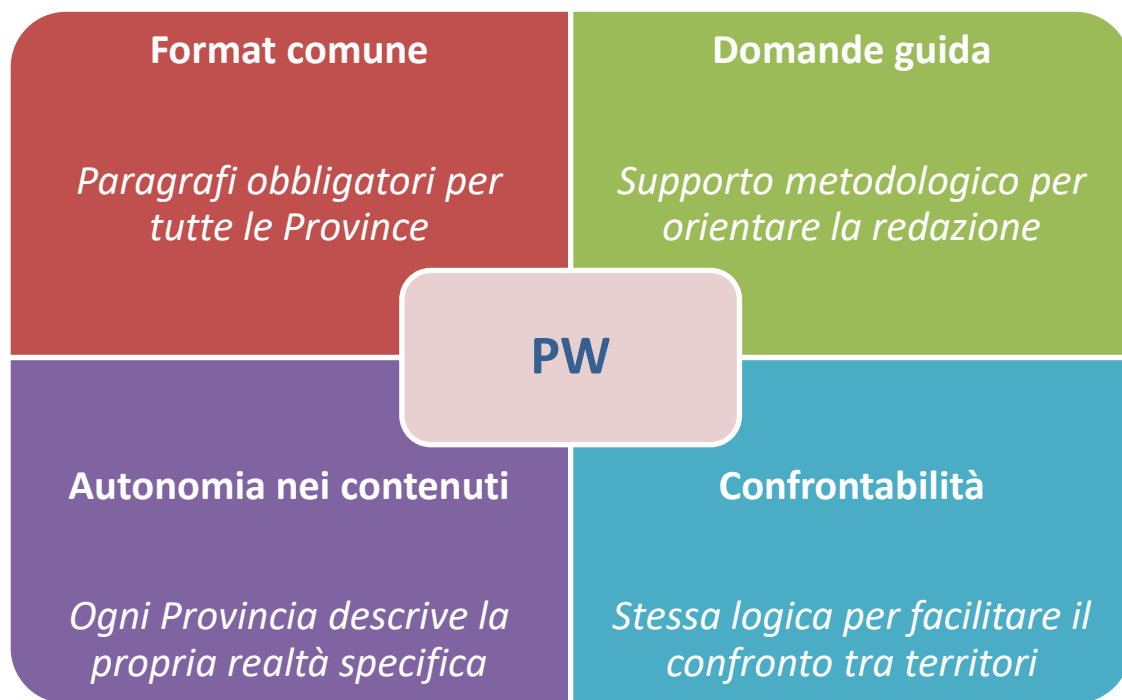 Format comune
Paragrafi obbligatori per
tutte le Province
Domande guida
Supporto metodologico per
orientare la redazione
PW
Autonomia nei contenuti
Ogni Provincia descrive la
propria realtà specifica
Confrontabilità
Stessa logica per facilitare il
confronto tra territori